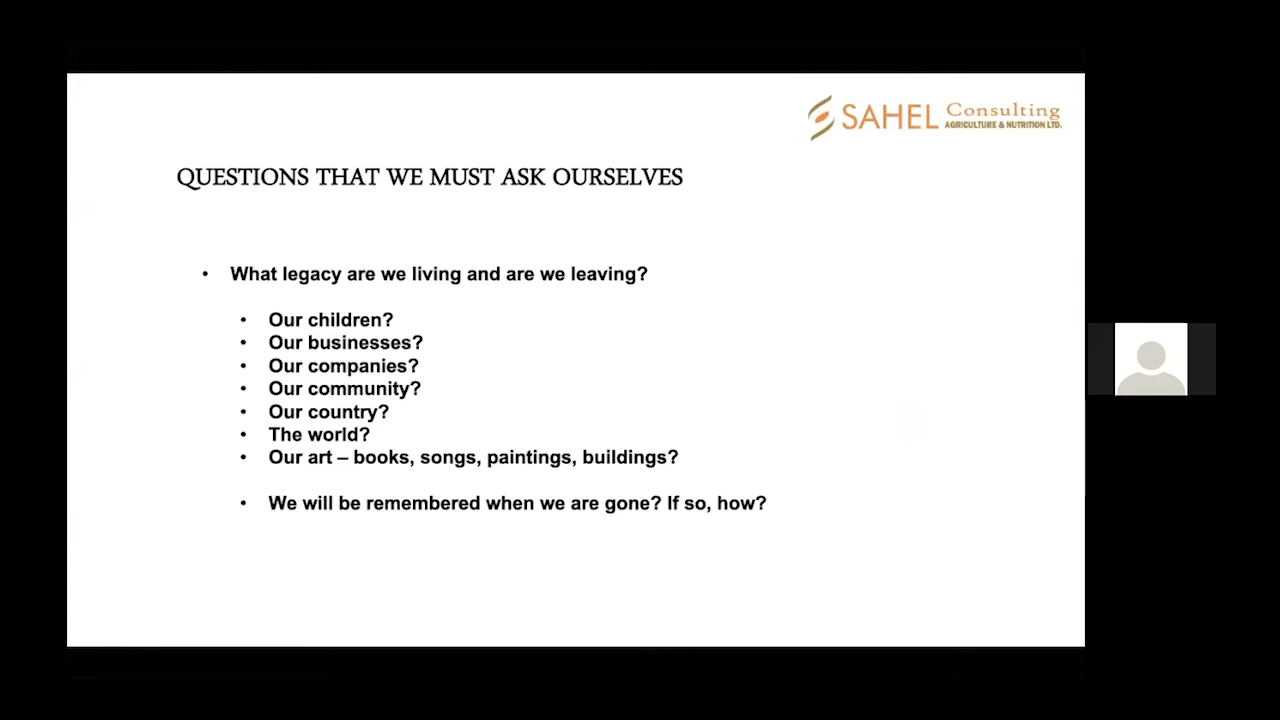 SAHEL Consulting
AGRICULTURE & NUTRITION LTD.
QUESTIONS THAT WE MUST ASK OURSELVES
• What legacy are we living and are we leaving?
• Our children?
• Our businesses?
• Our companies?
• Our community?
• Our country?
• The world?
• Our art – books, songs, paintings, buildings?
• We will be remembered when we are gone? If so, how?